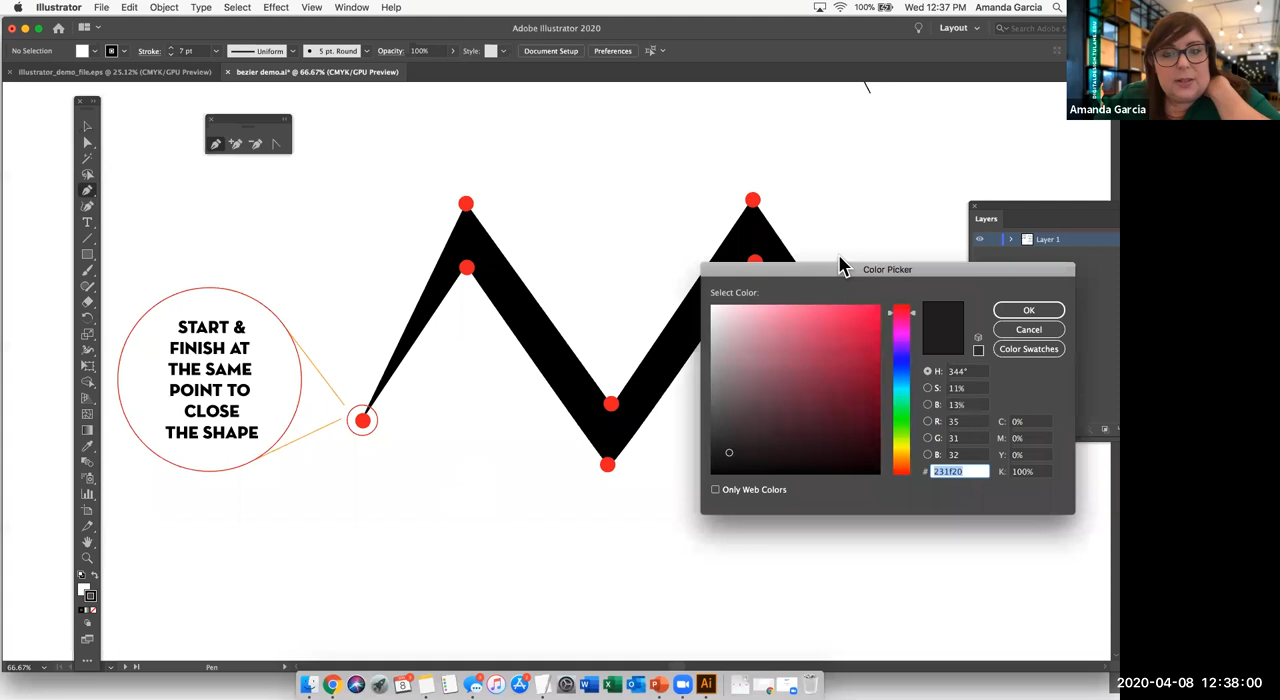 Illustrator File Edit Object Type Select Effect View Window Help 100% Wed 12:37 PM Amanda Garcia
Adobe Illustrator 2020 Layout Search Adobe Stock
No Selection Stroke: 7 pt Uniform 5 pt. Round Opacity: 100% Style: Document Setup Preferences
Illustrator_demo_file.eps @ 25.12% (CMYK/GPU Preview) bezier demo.ai* @ 66.67% (CMYK/GPU Preview)
Amanda Garcia
Layers
Layer 1
START &
FINISH AT
THE SAME
POINT TO
CLOSE
THE SHAPE
Color Picker
Select Color:
OK
Cancel
Color Swatches
H: 344°
S: 11%
B: 13%
R: 35 C: 0%
G: 31 M: 0%
B: 32 Y: 0%
# 231f20 K: 100%
Only Web Colors
66.67% Pen
8
2020-04-08 12:38:00